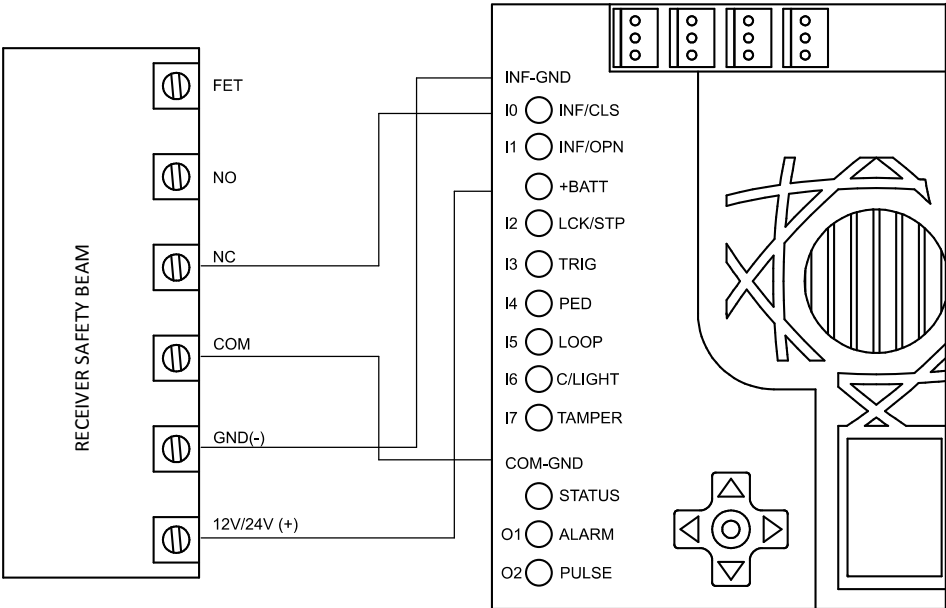 RECEIVER SAFETY BEAM
FET
NO
NC
COM
GND(-)
12V/24V (+)
INF-GND
I0 INF/CLS
I1 INF/OPN
+BATT
I2 LCK/STP
I3 TRIG
I4 PED
I5 LOOP
I6 C/LIGHT
I7 TAMPER
COM-GND
STATUS
O1 ALARM
O2 PULSE